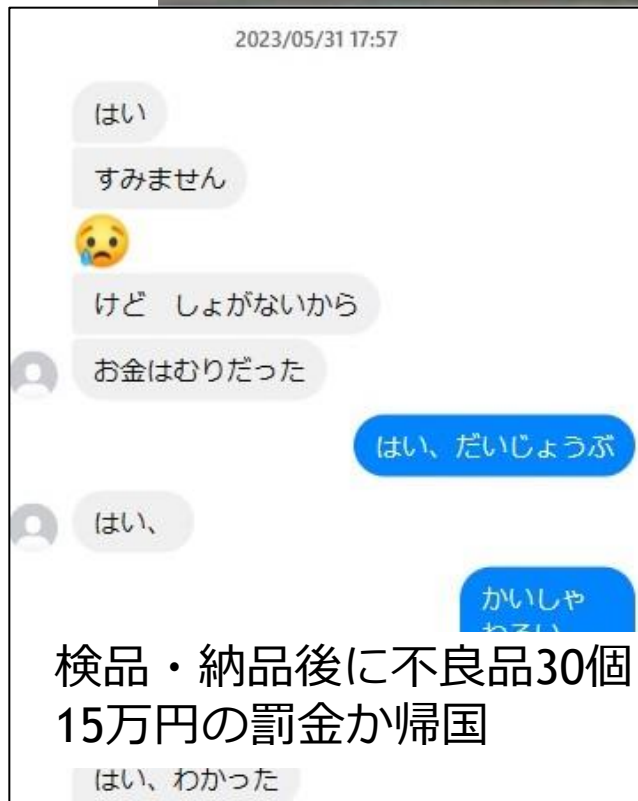 2023/05/31 17:57
はい
すみません
けど　しょがないから
お金はむりだった
はい、だいじょうぶ
はい、
かいしゃ
検品・納品後に不良品30個
15万円の罰金か帰国
はい、わかった